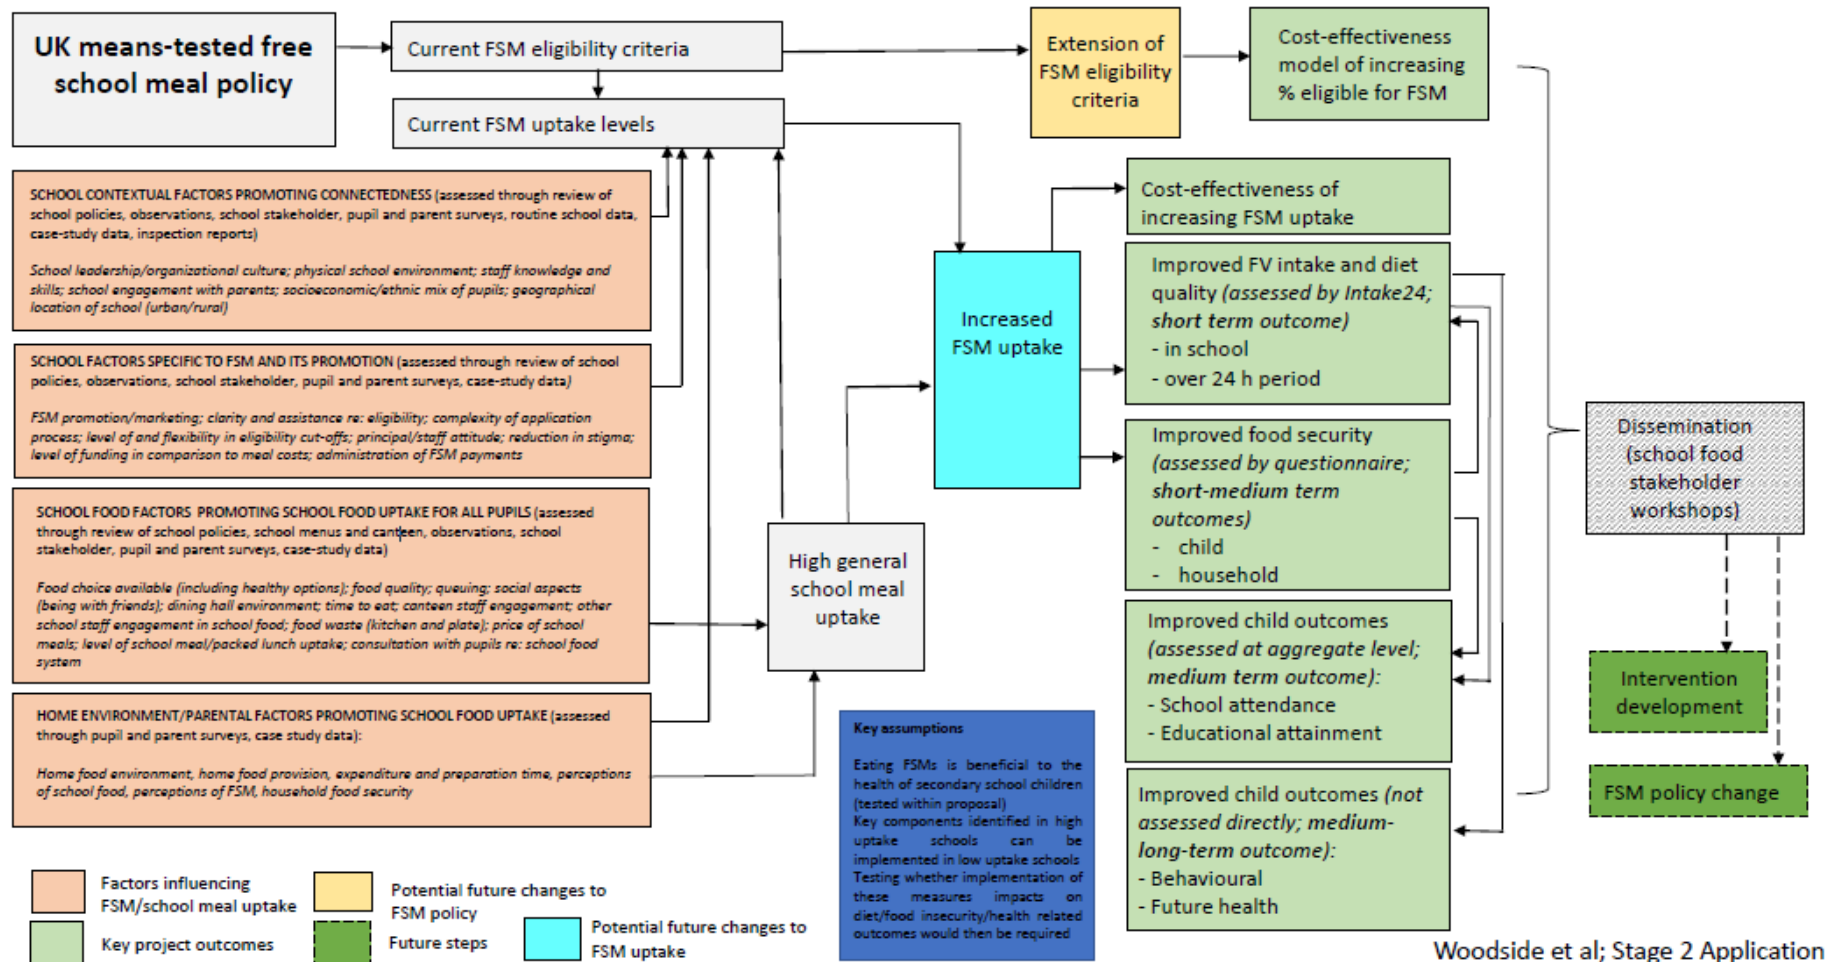 UK means-tested free
school meal policy
Current FSM eligibility criteria
Current FSM uptake levels
Extension of
FSM eligibility
criteria
Cost-effectiveness
model of increasing
% eligible for FSM
SCHOOL CONTEXTUAL FACTORS PROMOTING CONNECTEDNESS (assessed through review of
school policies, observations, school stakeholder, pupil and parent surveys, routine school data,
case-study data, inspection reports)
School leadership/organizational culture; physical school environment; staff knowledge and
skills; school engagement with parents; socioeconomic/ethnic mix of pupils; geographical
location of school (urban/rural)
SCHOOL FACTORS SPECIFIC TO FSM AND ITS PROMOTION (assessed through review of school
policies, observations, school stakeholder, pupil and parent surveys, case-study data)
FSM promotion/marketing; clarity and assistance re: eligibility; complexity of application
process; level of and flexibility in eligibility cut-offs; principal/staff attitude; reduction in stigma;
level of funding in comparison to meal costs; administration of FSM payments
SCHOOL FOOD FACTORS PROMOTING SCHOOL FOOD UPTAKE FOR ALL PUPILS (assessed
through review of school policies, school menus and canteen, observations, school
stakeholder, pupil and parent surveys, case-study data)
Food choice available (including healthy options); food quality; queuing; social aspects
(being with friends); dining hall environment; time to eat; canteen staff engagement; other
school staff engagement in school food; food waste (kitchen and plate); price of school
meals; level of school meal/packed lunch uptake; consultation with pupils re: school food
system
HOME ENVIRONMENT/PARENTAL FACTORS PROMOTING SCHOOL FOOD UPTAKE (assessed
through pupil and parent surveys, case study data):
Home food environment, home food provision, expenditure and preparation time, perceptions
of school food, perceptions of FSM, household food security
High general
school meal
uptake
Increased
FSM uptake
Cost-effectiveness of
increasing FSM uptake
Improved FV intake and diet
quality (assessed by Intake24;
short term outcome)
- in school
- over 24 h period
Improved food security
(assessed by questionnaire;
short-medium term
outcomes)
- child
- household
Improved child outcomes
(assessed at aggregate level;
medium term outcome):
- School attendance
- Educational attainment
Improved child outcomes (not
assessed directly; medium-
long-term outcome):
- Behavioural
- Future health
Dissemination
(school food
stakeholder
workshops)
Intervention
development
FSM policy change
Key assumptions
Eating FSMs is beneficial to the
health of secondary school children
(tested within proposal)
Key components identified in high
uptake schools can be
implemented in low uptake schools
Testing whether implementation of
these measures impacts on
diet/food insecurity/health related
outcomes would then be required
Factors influencing
FSM/school meal uptake
Potential future changes to
FSM policy
Key project outcomes
Future steps
Potential future changes to
FSM uptake
Woodside et al; Stage 2 Application